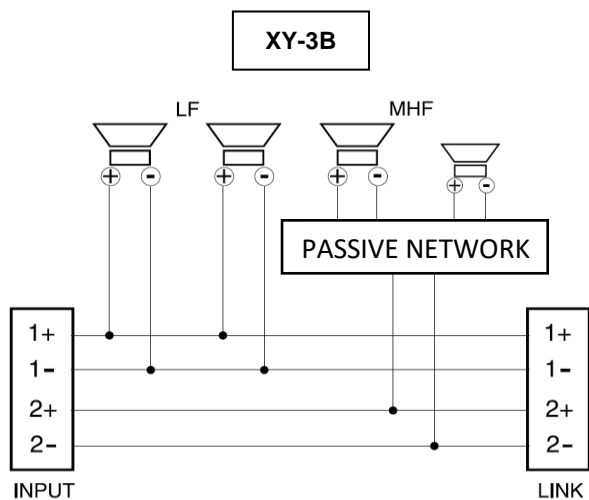 XY-3B
LF
MHF
+ - + - + - + -
PASSIVE NETWORK
1+ 1+
1- 1-
2+ 2+
2- 2-
INPUT LINK